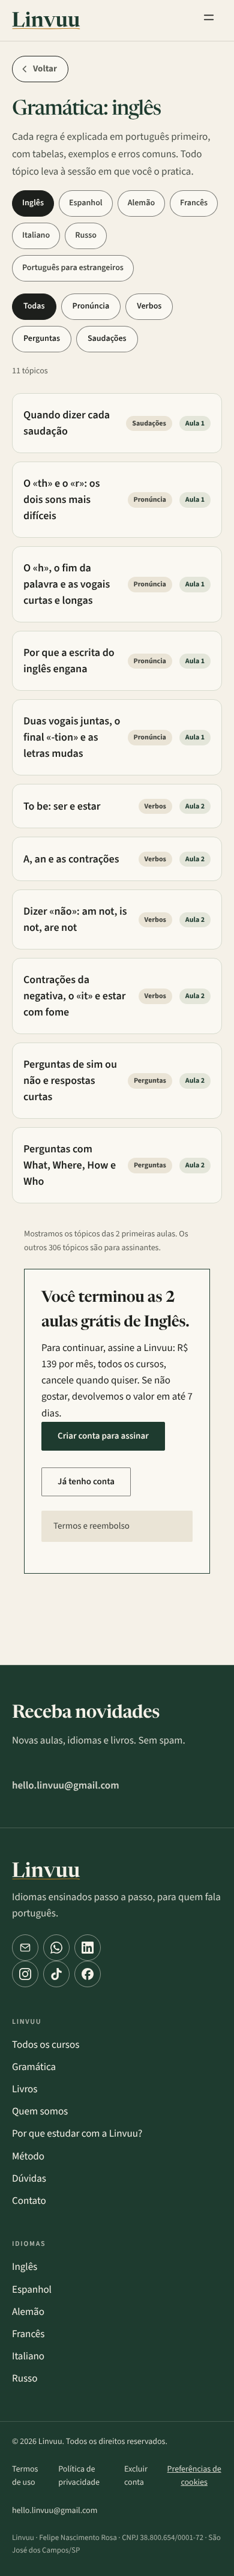 Linvuu
Voltar
Gramática: inglês
Cada regra é explicada em português primeiro,
com tabelas, exemplos e erros comuns. Todo
tópico leva à sessão em que você o pratica.
Inglês
Espanhol
Alemão
Francês
Italiano
Russo
Português para estrangeiros
Todas
Pronúncia
Verbos
Perguntas
Saudações
11 tópicos
Quando dizer cada
saudação
Saudações
Aula 1
O «th» e o «r»: os
dois sons mais
difíceis
Pronúncia
Aula 1
O «h», o fim da
palavra e as vogais
curtas e longas
Pronúncia
Aula 1
Por que a escrita do
inglês engana
Pronúncia
Aula 1
Duas vogais juntas, o
final «-tion» e as
letras mudas
Pronúncia
Aula 1
To be: ser e estar
Verbos
Aula 2
A, an e as contrações
Verbos
Aula 2
Dizer «não»: am not, is
not, are not
Verbos
Aula 2
Contrações da
negativa, o «it» e estar
com fome
Verbos
Aula 2
Perguntas de sim ou
não e respostas
curtas
Perguntas
Aula 2
Perguntas com
What, Where, How e
Who
Perguntas
Aula 2
Mostramos os tópicos das 2 primeiras aulas. Os
outros 306 tópicos são para assinantes.
Você terminou as 2
aulas grátis de Inglês.
Para continuar, assine a Linvuu: R$
139 por mês, todos os cursos,
cancele quando quiser. Se não
gostar, devolvemos o valor em até 7
dias.
Criar conta para assinar
Já tenho conta
Termos e reembolso
Receba novidades
Novas aulas, idiomas e livros. Sem spam.
hello.linvuu@gmail.com
Linvuu
Idiomas ensinados passo a passo, para quem fala
português.
LINVUU
Todos os cursos
Gramática
Livros
Quem somos
Por que estudar com a Linvuu?
Método
Dúvidas
Contato
IDIOMAS
Inglês
Espanhol
Alemão
Francês
Italiano
Russo
© 2026 Linvuu. Todos os direitos reservados.
Termos
de uso
Política de
privacidade
Excluir
conta
Preferências de
cookies
hello.linvuu@gmail.com
Linvuu · Felipe Nascimento Rosa · CNPJ 38.800.654/0001-72 · São
José dos Campos/SP